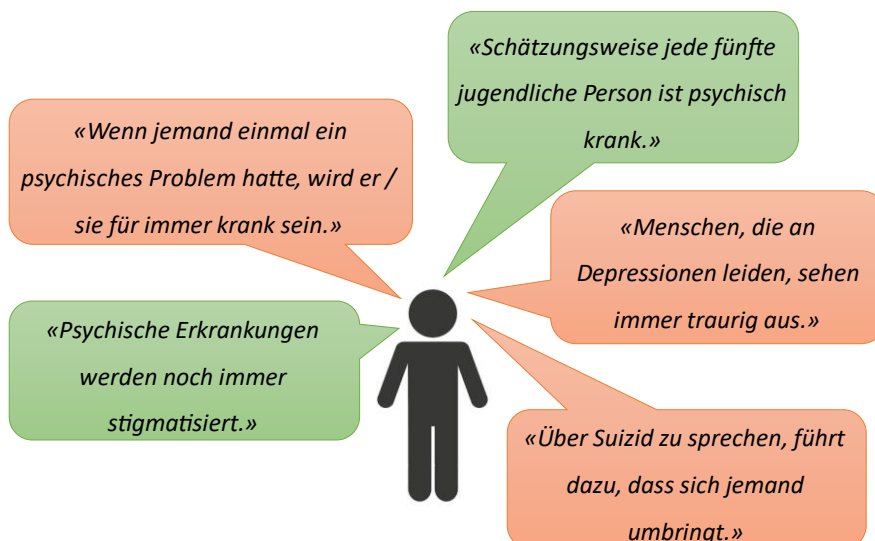 «Schätzungsweise jede fünfte
jugendliche Person ist psychisch
krank.»
«Wenn jemand einmal ein
psychisches Problem hatte, wird er /
sie für immer krank sein.»
«Menschen, die an
Depressionen leiden, sehen
immer traurig aus.»
«Psychische Erkrankungen
werden noch immer
stigmatisiert.»
«Über Suizid zu sprechen, führt
dazu, dass sich jemand
umbringt.»